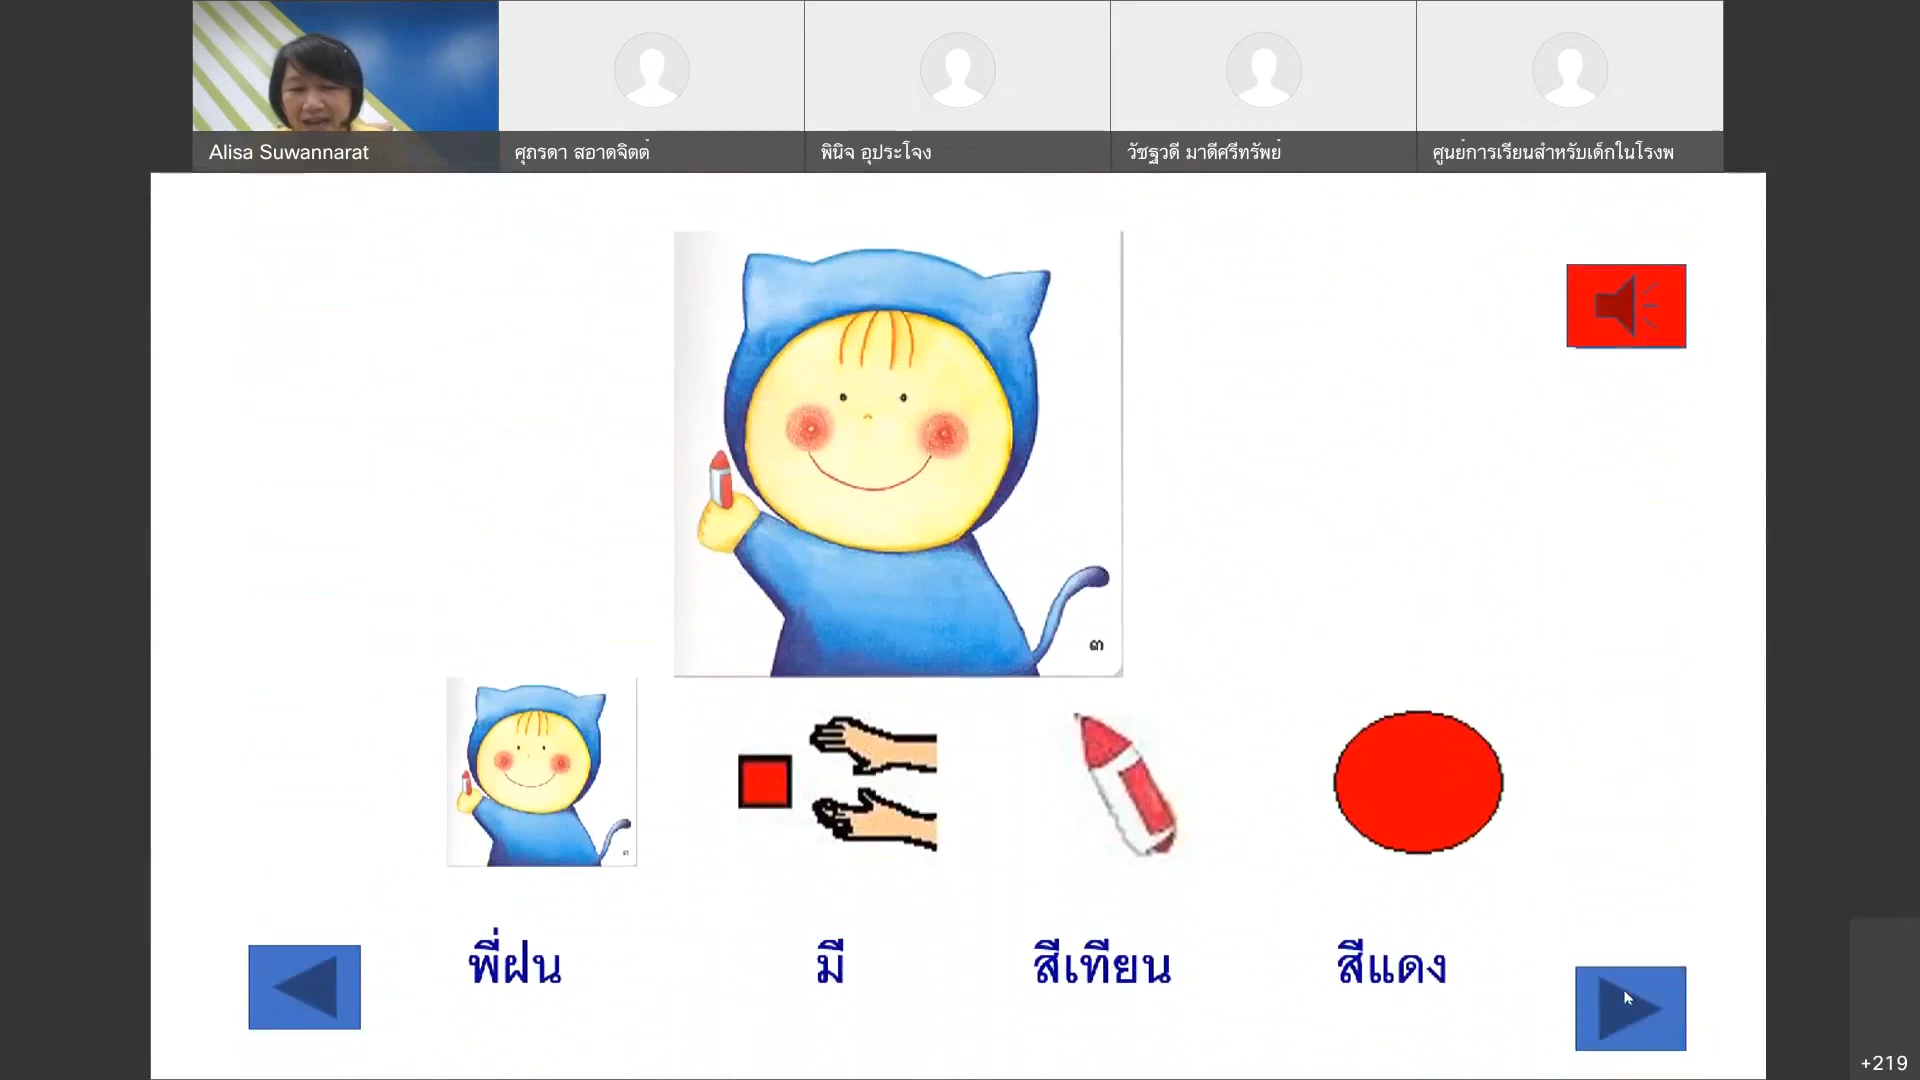 Alisa Suwannarat
ศุภรดา สอาดจิตต์
พินิจ อุประโจง
วัชฐวดี มาดีศรีทรัพย์
ศูนย์การเรียนสำหรับเด็กในโรงพ
๓
พี่ฝน มี สีเทียน สีแดง
+219